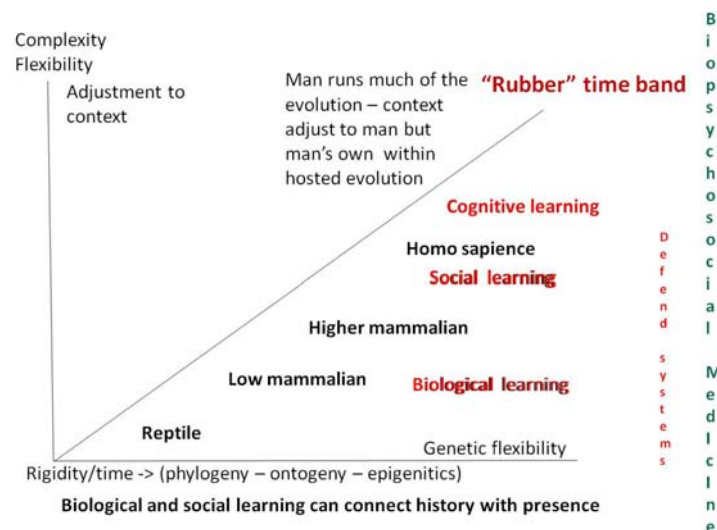 Complexity
Flexibility
Adjustment to
context
Man runs much of the
evolution – context
adjust to man but
man's own within
hosted evolution
"Rubber" time band
Cognitive learning
Homo sapience
Social learning
Higher mammalian
Low mammalian
Biological learning
Reptile
Genetic flexibility
Rigidity/time -> (phylogeny – ontogeny – epigenitics)
Biological and social learning can connect history with presence
Defend systems
Biopsychosocial MedIcIne